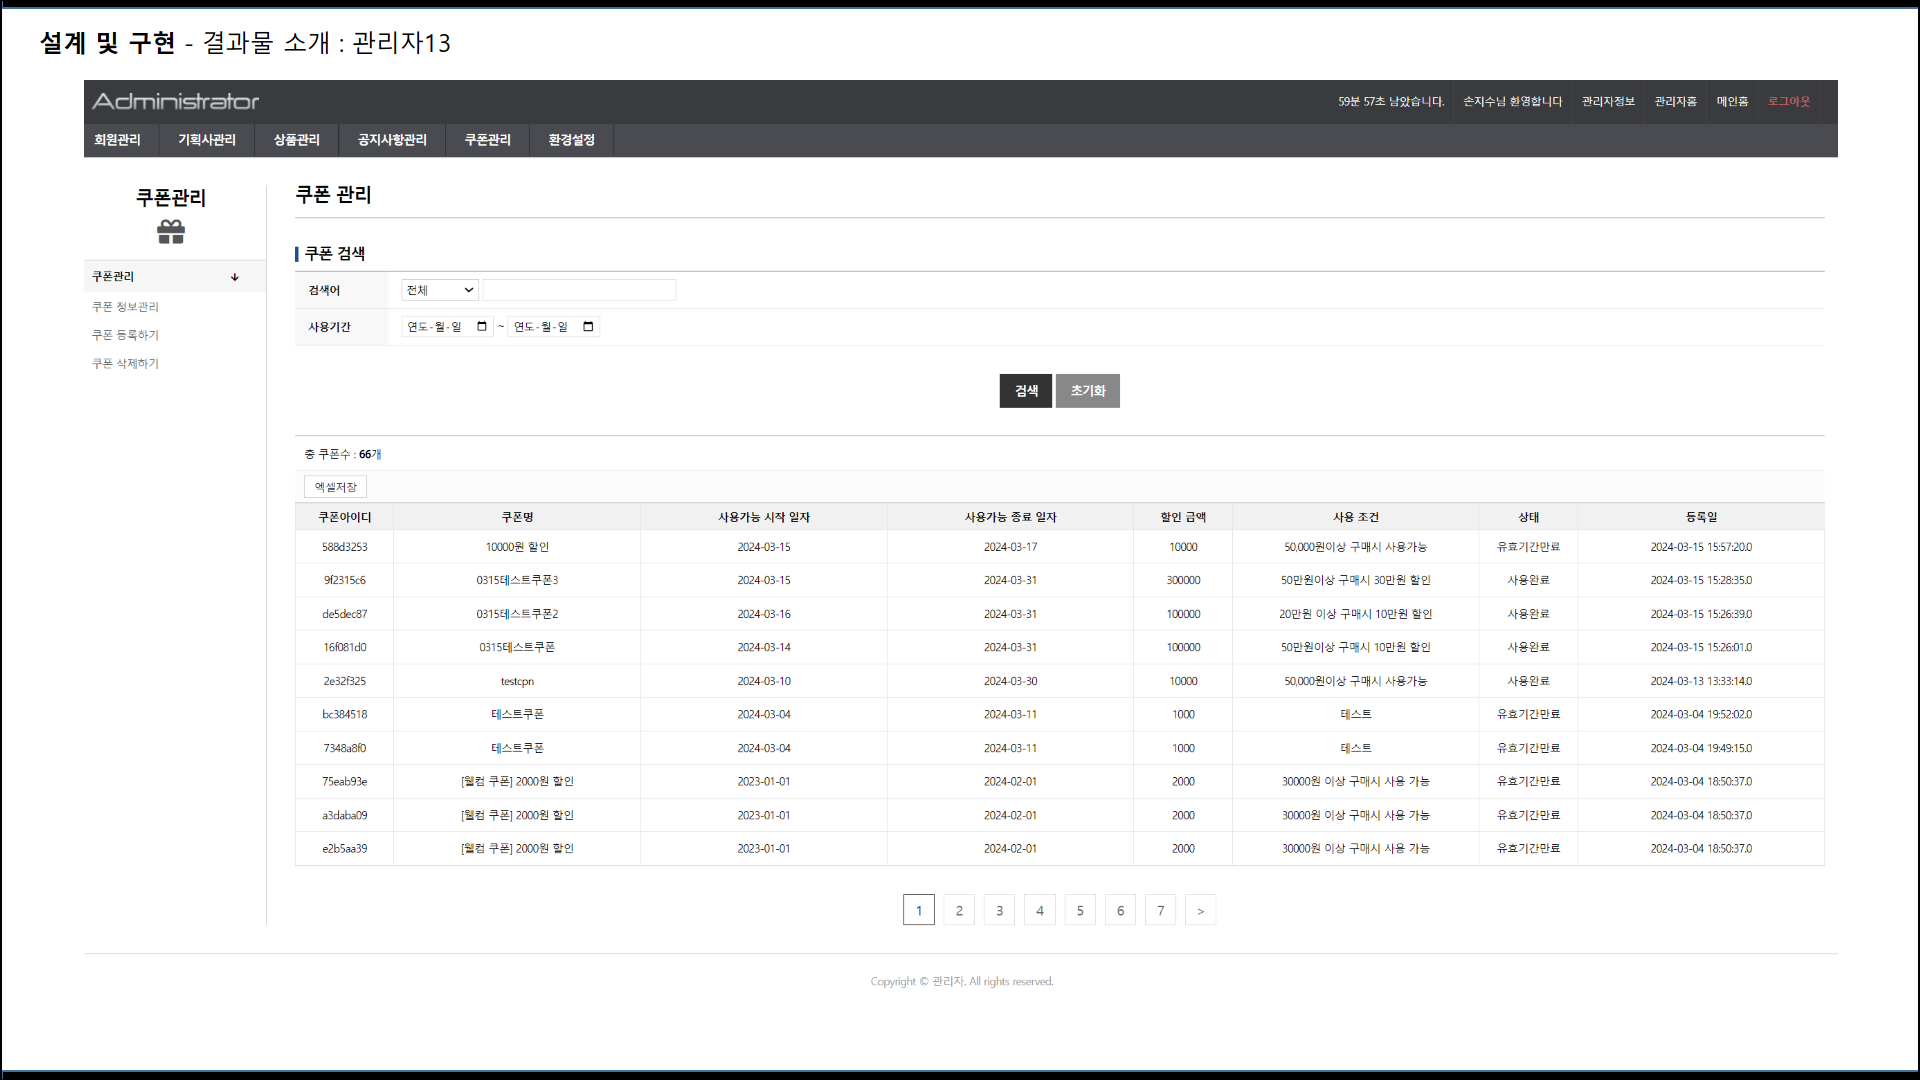 설계 및 구현 - 결과물 소개 : 관리자13
Administrator
59분 57초 남았습니다. 손지수님 환영합니다 관리자정보 관리자홈 메인홈 로그아웃
회원관리 기획사관리 상품관리 공지사항관리 쿠폰관리 환경설정
쿠폰관리
쿠폰관리
쿠폰 정보관리
쿠폰 등록하기
쿠폰 삭제하기
쿠폰 관리
쿠폰 검색
검색어 전체
사용기간 연도-월-일 ~ 연도-월-일
검색 초기화
총 쿠폰수 : 66개
엑셀저장
쿠폰아이디 쿠폰명 사용가능 시작 일자 사용가능 종료 일자 할인 금액 사용 조건 상태 등록일
588d3253 10000원 할인 2024-03-15 2024-03-17 10000 50,000원이상 구매시 사용가능 유효기간만료 2024-03-15 15:57:20.0
9f2315c6 0315테스트쿠폰3 2024-03-15 2024-03-31 300000 50만원이상 구매시 30만원 할인 사용완료 2024-03-15 15:28:35.0
de5dec87 0315테스트쿠폰2 2024-03-16 2024-03-31 100000 20만원 이상 구매시 10만원 할인 사용완료 2024-03-15 15:26:39.0
16f081d0 0315테스트쿠폰 2024-03-14 2024-03-31 100000 50만원이상 구매시 10만원 할인 사용완료 2024-03-15 15:26:01.0
2e32f325 testcpn 2024-03-10 2024-03-30 10000 50,000원이상 구매시 사용가능 사용완료 2024-03-13 13:33:14.0
bc384518 테스트쿠폰 2024-03-04 2024-03-11 1000 테스트 유효기간만료 2024-03-04 19:52:02.0
7348a8f0 테스트쿠폰 2024-03-04 2024-03-11 1000 테스트 유효기간만료 2024-03-04 19:49:15.0
75eab93e [웰컴 쿠폰] 2000원 할인 2023-01-01 2024-02-01 2000 30000원 이상 구매시 사용 가능 유효기간만료 2024-03-04 18:50:37.0
a3daba09 [웰컴 쿠폰] 2000원 할인 2023-01-01 2024-02-01 2000 30000원 이상 구매시 사용 가능 유효기간만료 2024-03-04 18:50:37.0
e2b5aa39 [웰컴 쿠폰] 2000원 할인 2023-01-01 2024-02-01 2000 30000원 이상 구매시 사용 가능 유효기간만료 2024-03-04 18:50:37.0
1 2 3 4 5 6 7 >
Copyright © 관리자. All rights reserved.